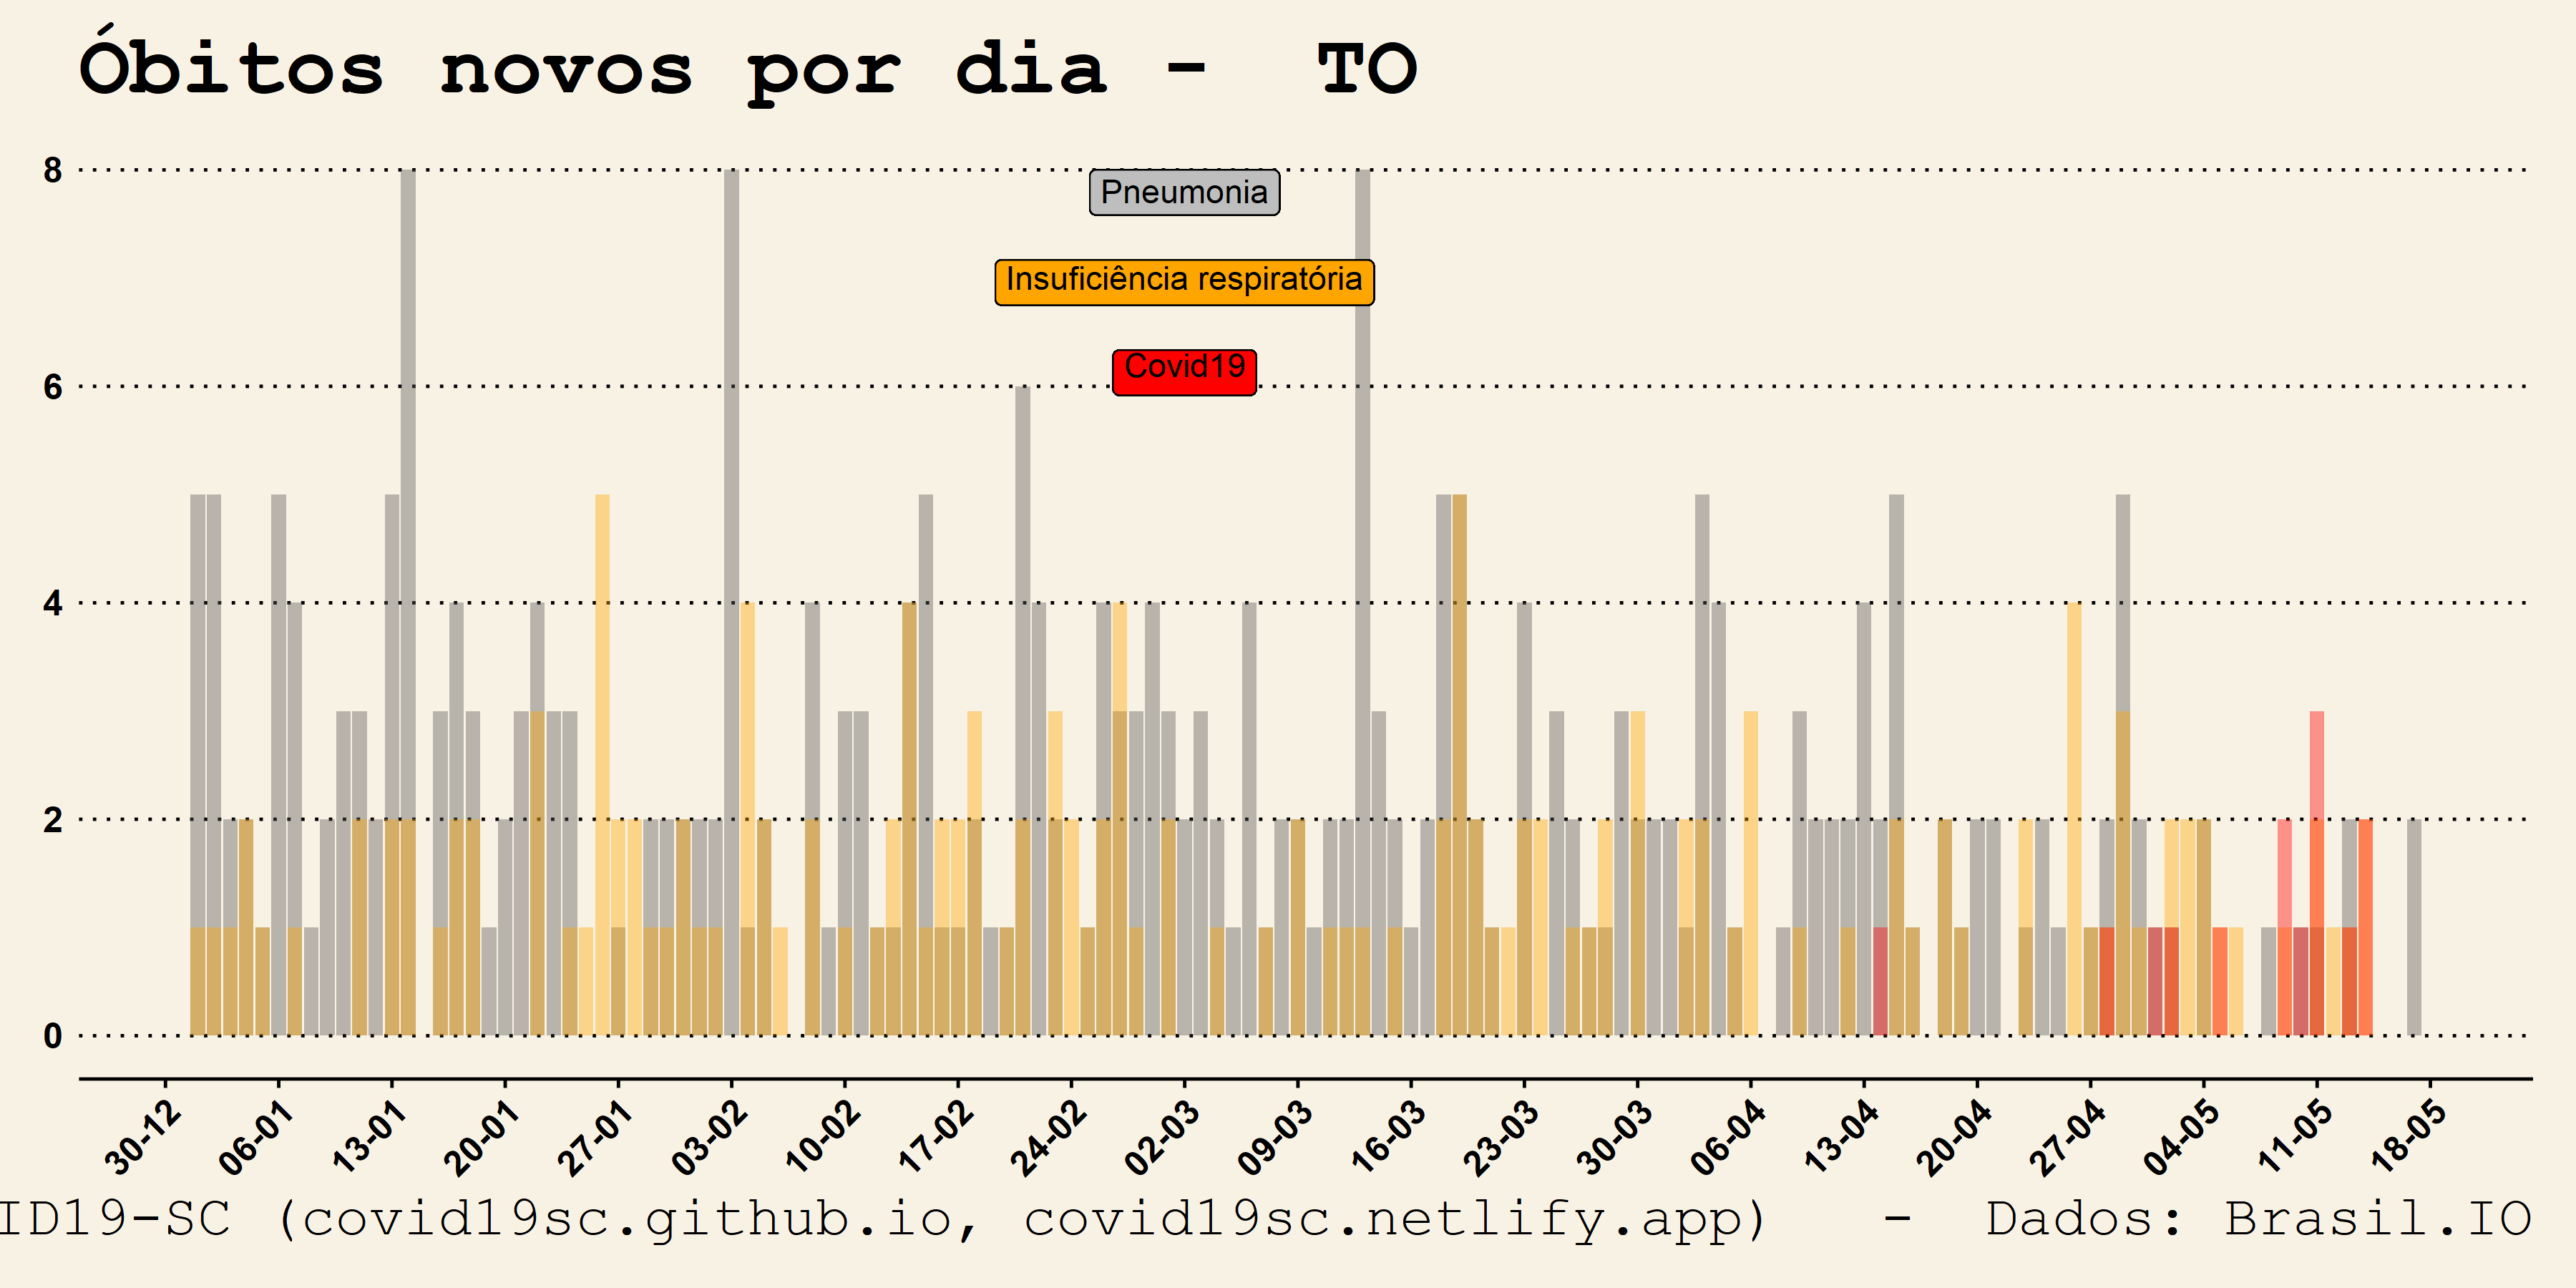 Óbitos novos por dia -  TO
8
Pneumonia
Insuficiência respiratória
6
Covid19
4
2
0
30-12 06-01 13-01 20-01 27-01 03-02 10-02 17-02 24-02 02-03 09-03 16-03 23-03 30-03 06-04 13-04 20-04 27-04 04-05 11-05 18-05
ID19-SC (covid19sc.github.io, covid19sc.netlify.app)  -  Dados: Brasil.IO